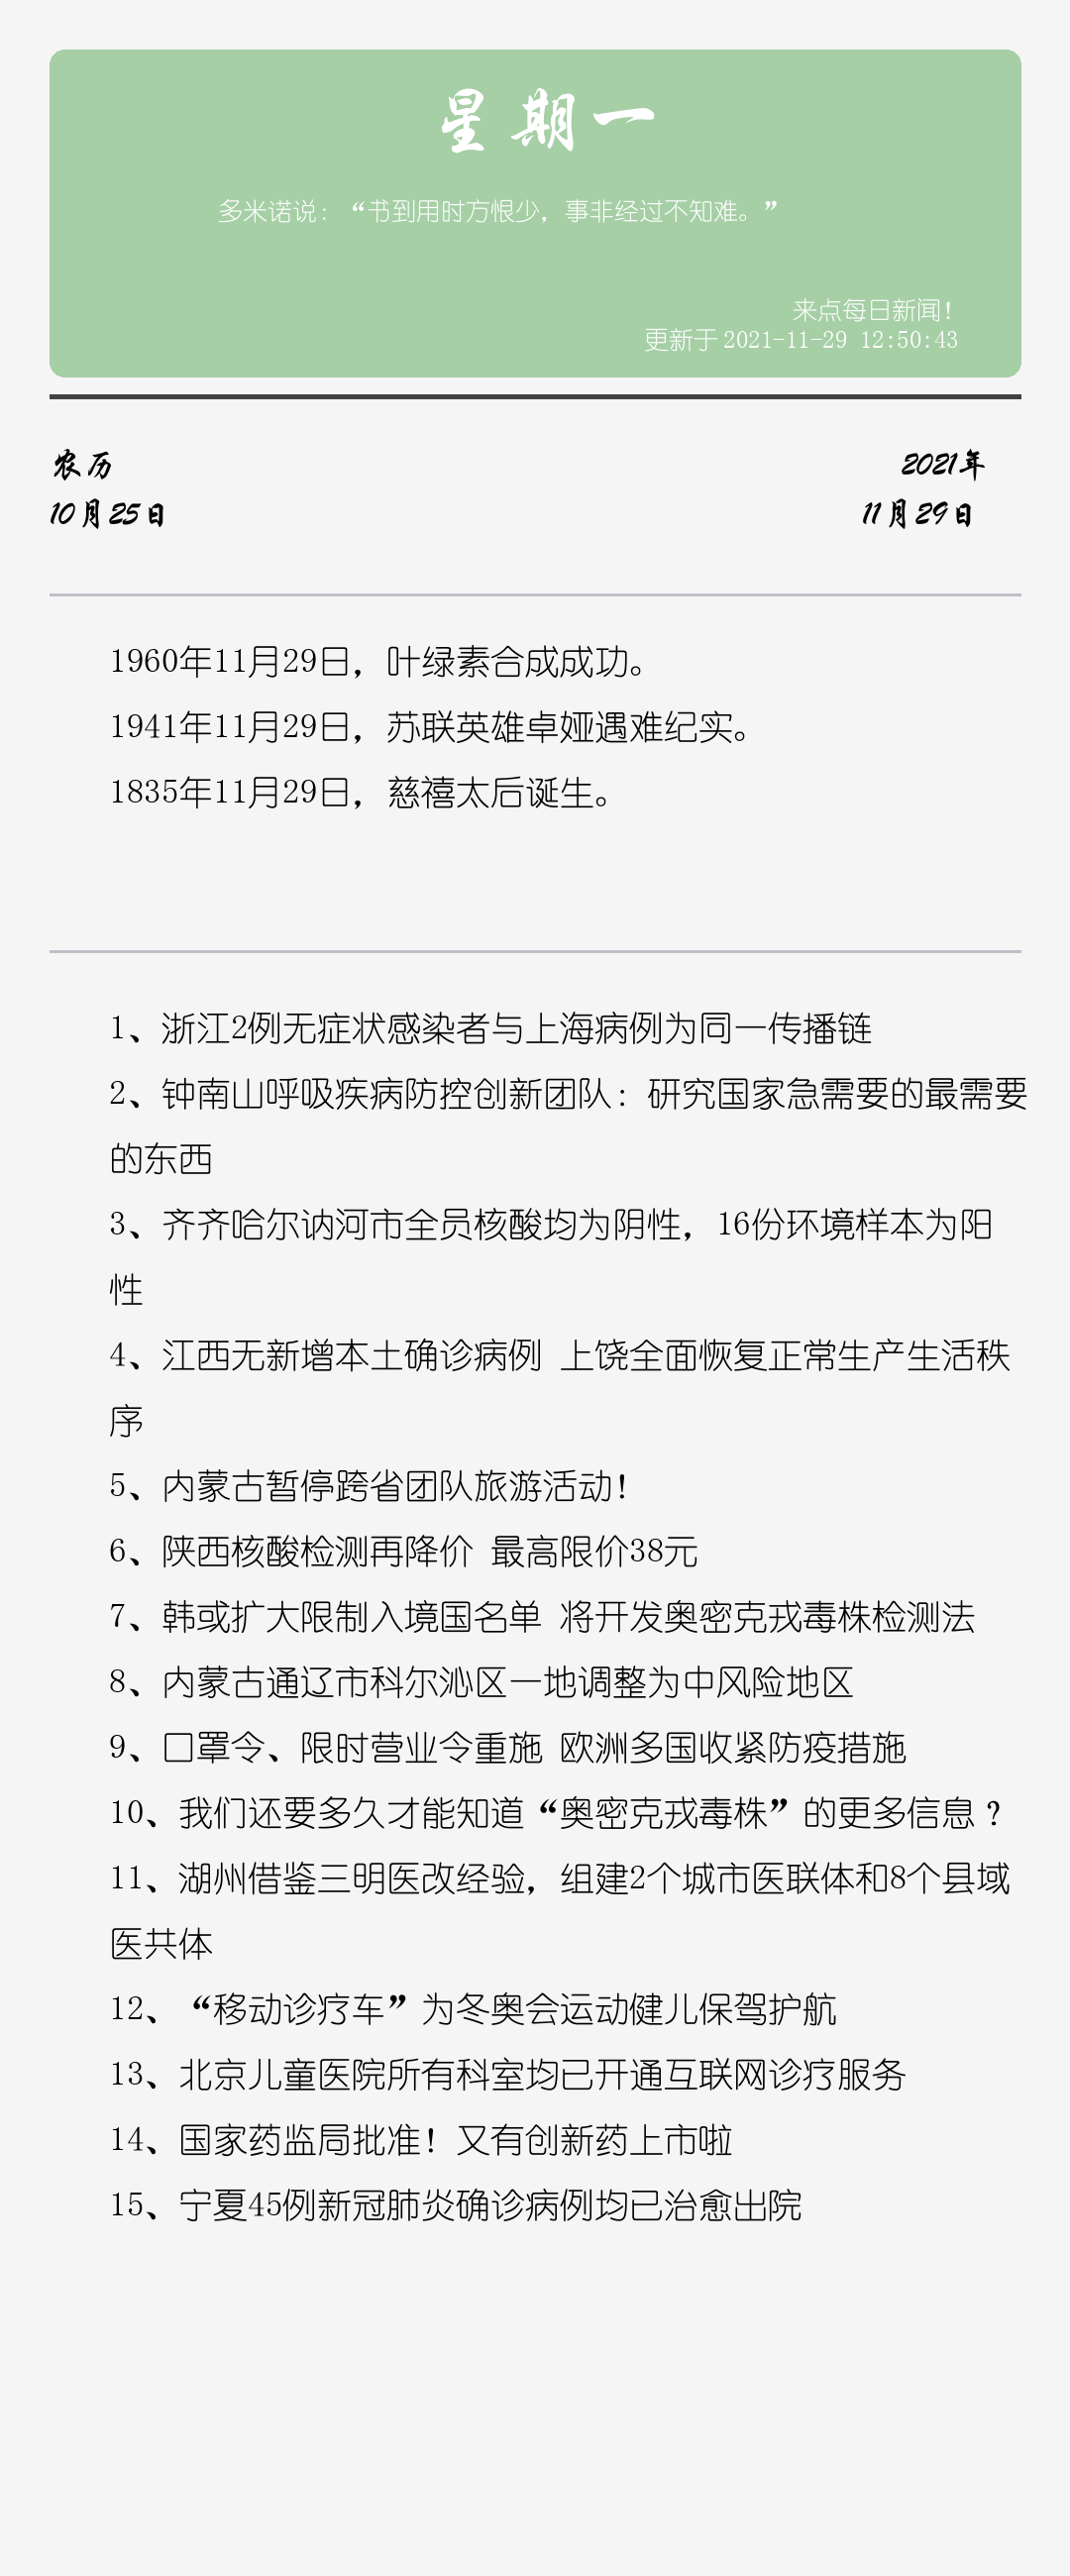 星期一
多米诺说：“书到用时方恨少，事非经过不知难。”
来点每日新闻！
更新于 2021-11-29 12:50:43
农历
10月25日
2021年
11月29日
1960年11月29日，叶绿素合成成功。
1941年11月29日，苏联英雄卓娅遇难纪实。
1835年11月29日，慈禧太后诞生。
1、浙江2例无症状感染者与上海病例为同一传播链
2、钟南山呼吸疾病防控创新团队：研究国家急需要的最需要
的东西
3、齐齐哈尔讷河市全员核酸均为阴性，16份环境样本为阳
性
4、江西无新增本土确诊病例 上饶全面恢复正常生产生活秩
序
5、内蒙古暂停跨省团队旅游活动！
6、陕西核酸检测再降价 最高限价38元
7、韩或扩大限制入境国名单 将开发奥密克戎毒株检测法
8、内蒙古通辽市科尔沁区一地调整为中风险地区
9、口罩令、限时营业令重施 欧洲多国收紧防疫措施
10、我们还要多久才能知道“奥密克戎毒株”的更多信息？
11、湖州借鉴三明医改经验，组建2个城市医联体和8个县域
医共体
12、“移动诊疗车”为冬奥会运动健儿保驾护航
13、北京儿童医院所有科室均已开通互联网诊疗服务
14、国家药监局批准！又有创新药上市啦
15、宁夏45例新冠肺炎确诊病例均已治愈出院